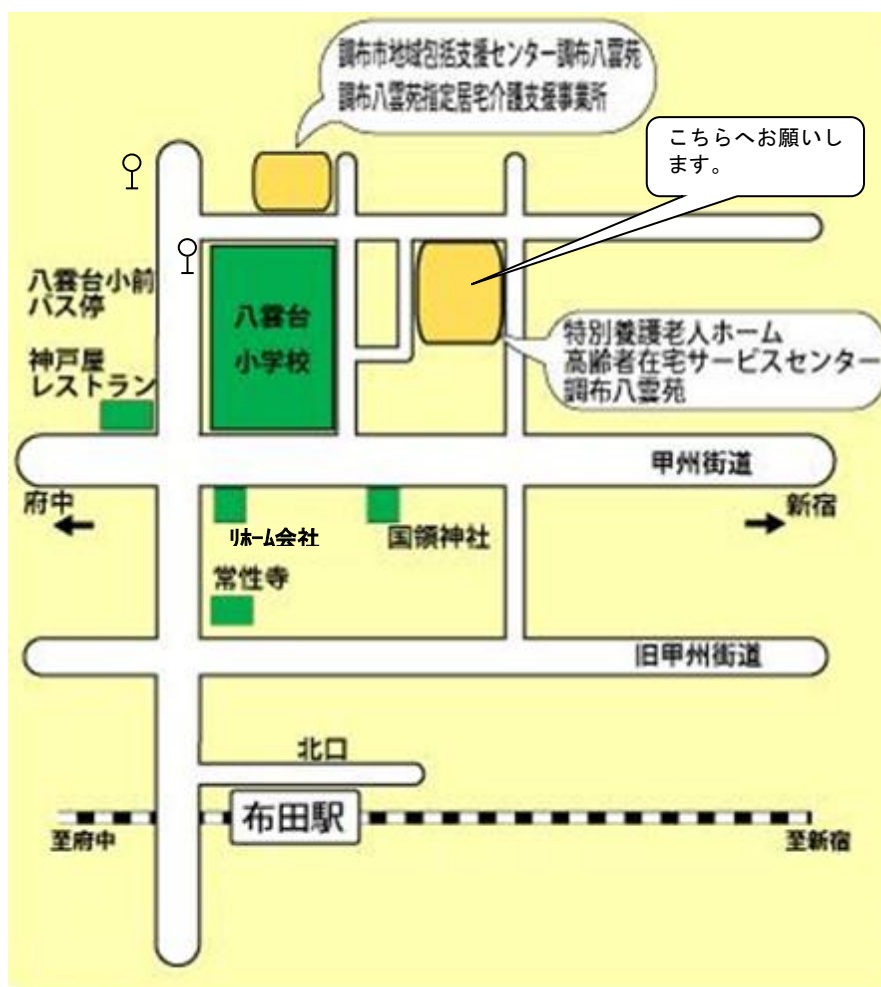 調布市地域包括支援センター調布八雲苑
調布八雲苑指定居宅介護支援事業所
こちらへお願いし
ます。
八雲台小前
バス停
八雲台
小学校
特別養護老人ホーム
高齢者在宅サービスセンター
調布八雲苑
神戸屋
レストラン
甲州街道
府中
新宿
リホーム会社
国領神社
常性寺
旧甲州街道
北口
布田駅
至府中
至新宿